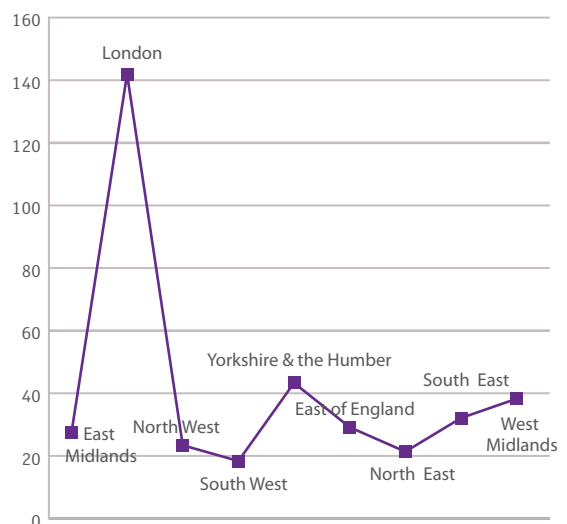 160
London
140
120
100
80
60
Yorkshire & the Humber
South East
40
East of England
North West
West
Midlands
East
Midlands
20
North East
South West
0